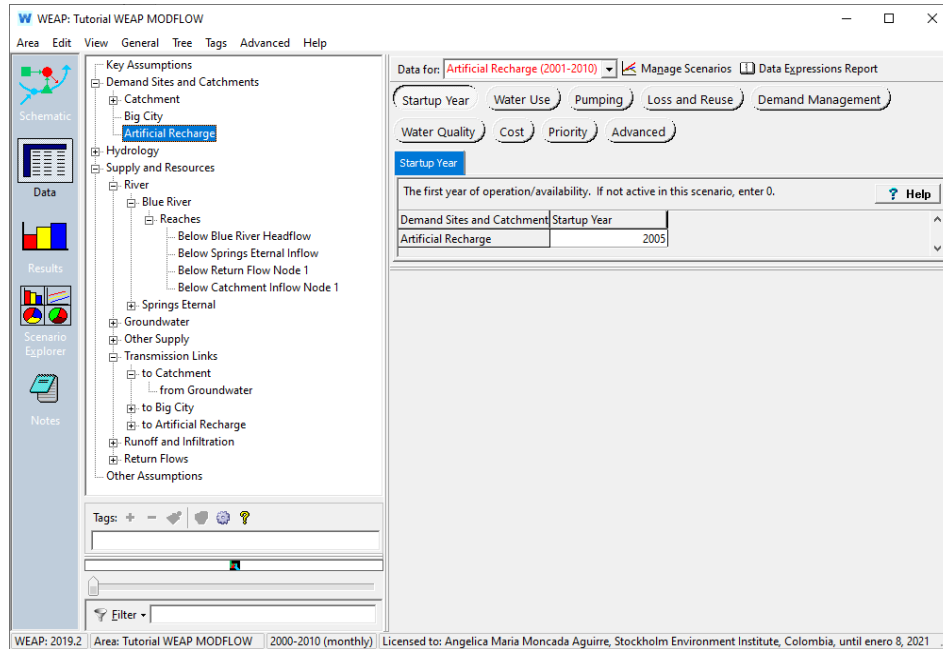 WEAP: Tutorial WEAP MODFLOW
Area Edit View General Tree Tags Advanced Help
Schematic
Data
Results
Scenario
Explorer
Notes
Key Assumptions
Demand Sites and Catchments
Catchment
Big City
Artificial Recharge
Hydrology
Supply and Resources
River
Blue River
Reaches
Below Blue River Headflow
Below Springs Eternal Inflow
Below Return Flow Node 1
Below Catchment Inflow Node 1
Springs Eternal
Groundwater
Other Supply
Transmission Links
to Catchment
from Groundwater
to Big City
to Artificial Recharge
Runoff and Infiltration
Return Flows
Other Assumptions
Tags:
Filter
Data for: Artificial Recharge (2001-2010) Manage Scenarios Data Expressions Report
Startup Year Water Use Pumping Loss and Reuse Demand Management
Water Quality Cost Priority Advanced
Startup Year
The first year of operation/availability. If not active in this scenario, enter 0.
? Help
Demand Sites and Catchment Startup Year
Artificial Recharge 2005
WEAP: 2019.2 Area: Tutorial WEAP MODFLOW 2000-2010 (monthly) Licensed to: Angelica Maria Moncada Aguirre, Stockholm Environment Institute, Colombia, until enero 8, 2021